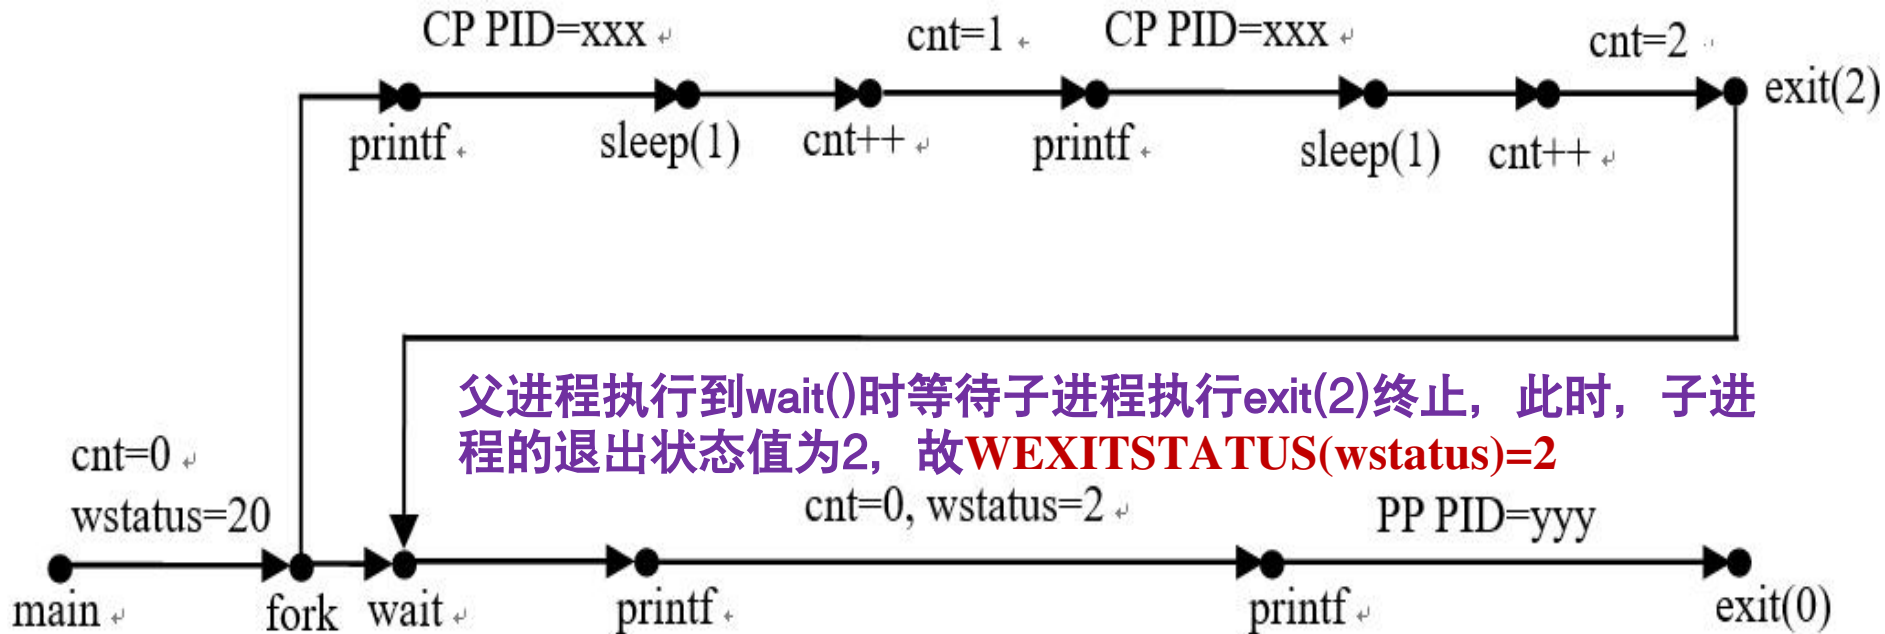 CP PID=xxx
cnt=1
CP PID=xxx
cnt=2
exit(2)
printf
sleep(1)
cnt++
printf
sleep(1)
cnt++
父进程执行到wait()时等待子进程执行exit(2)终止，此时，子进
程的退出状态值为2，故WEXITSTATUS(wstatus)=2
cnt=0
wstatus=20
cnt=0, wstatus=2
PP PID=yyy
main
fork
wait
printf
printf
exit(0)